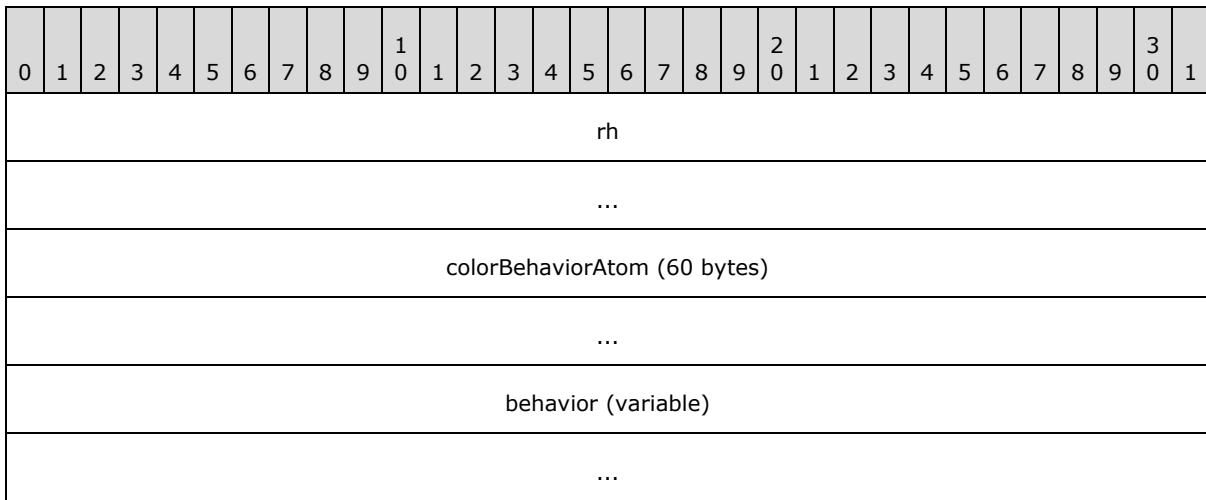 1 2 3
0 1 2 3 4 5 6 7 8 9 0 1 2 3 4 5 6 7 8 9 0 1 2 3 4 5 6 7 8 9 0 1
rh
...
colorBehaviorAtom (60 bytes)
...
behavior (variable)
...